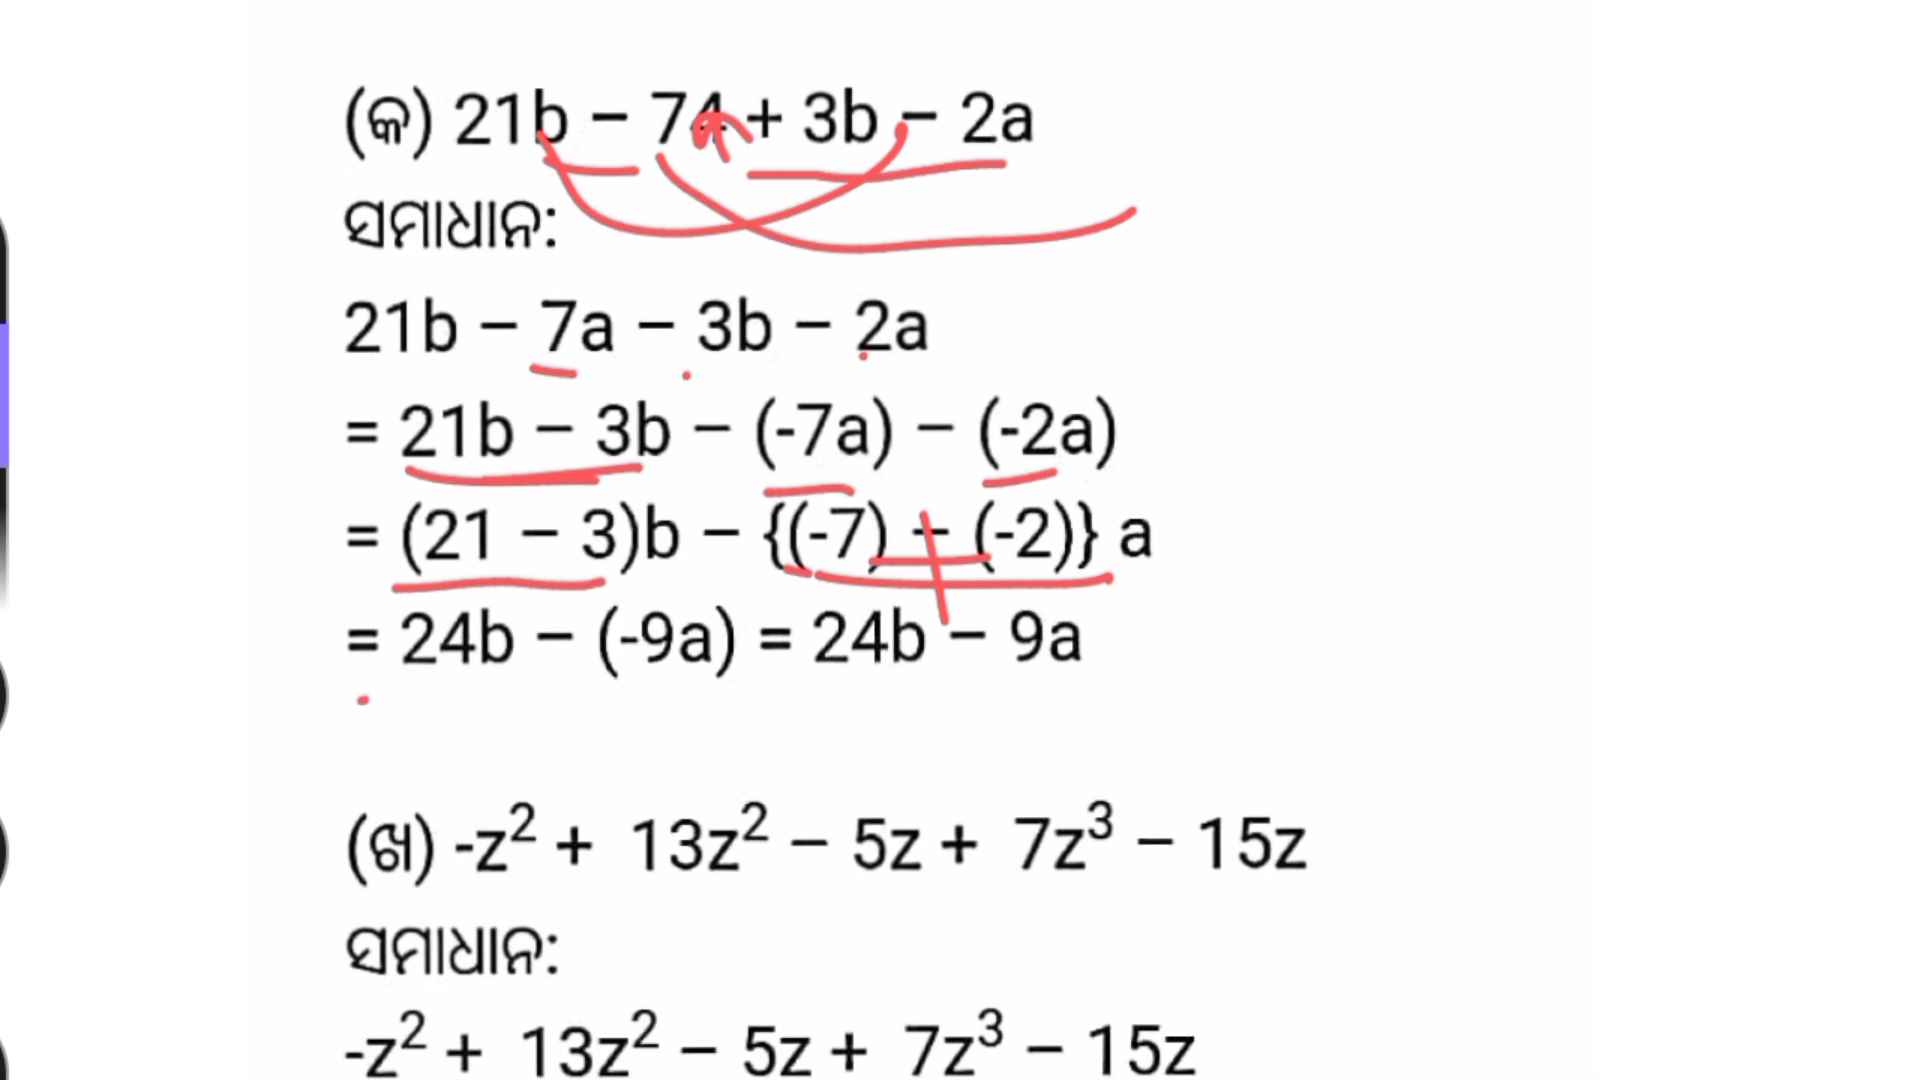 (କ) 21b – 74 + 3b – 2a
ସମାଧାନ:
21b – 7a – 3b – 2a
= 21b – 3b – (-7a) – (-2a)
= (21 – 3)b – {(-7) – (-2)} a
= 24b – (-9a) = 24b – 9a
(ଖ) -z² + 13z² – 5z + 7z³ – 15z
ସମାଧାନ:
-z² + 13z² – 5z + 7z³ – 15z